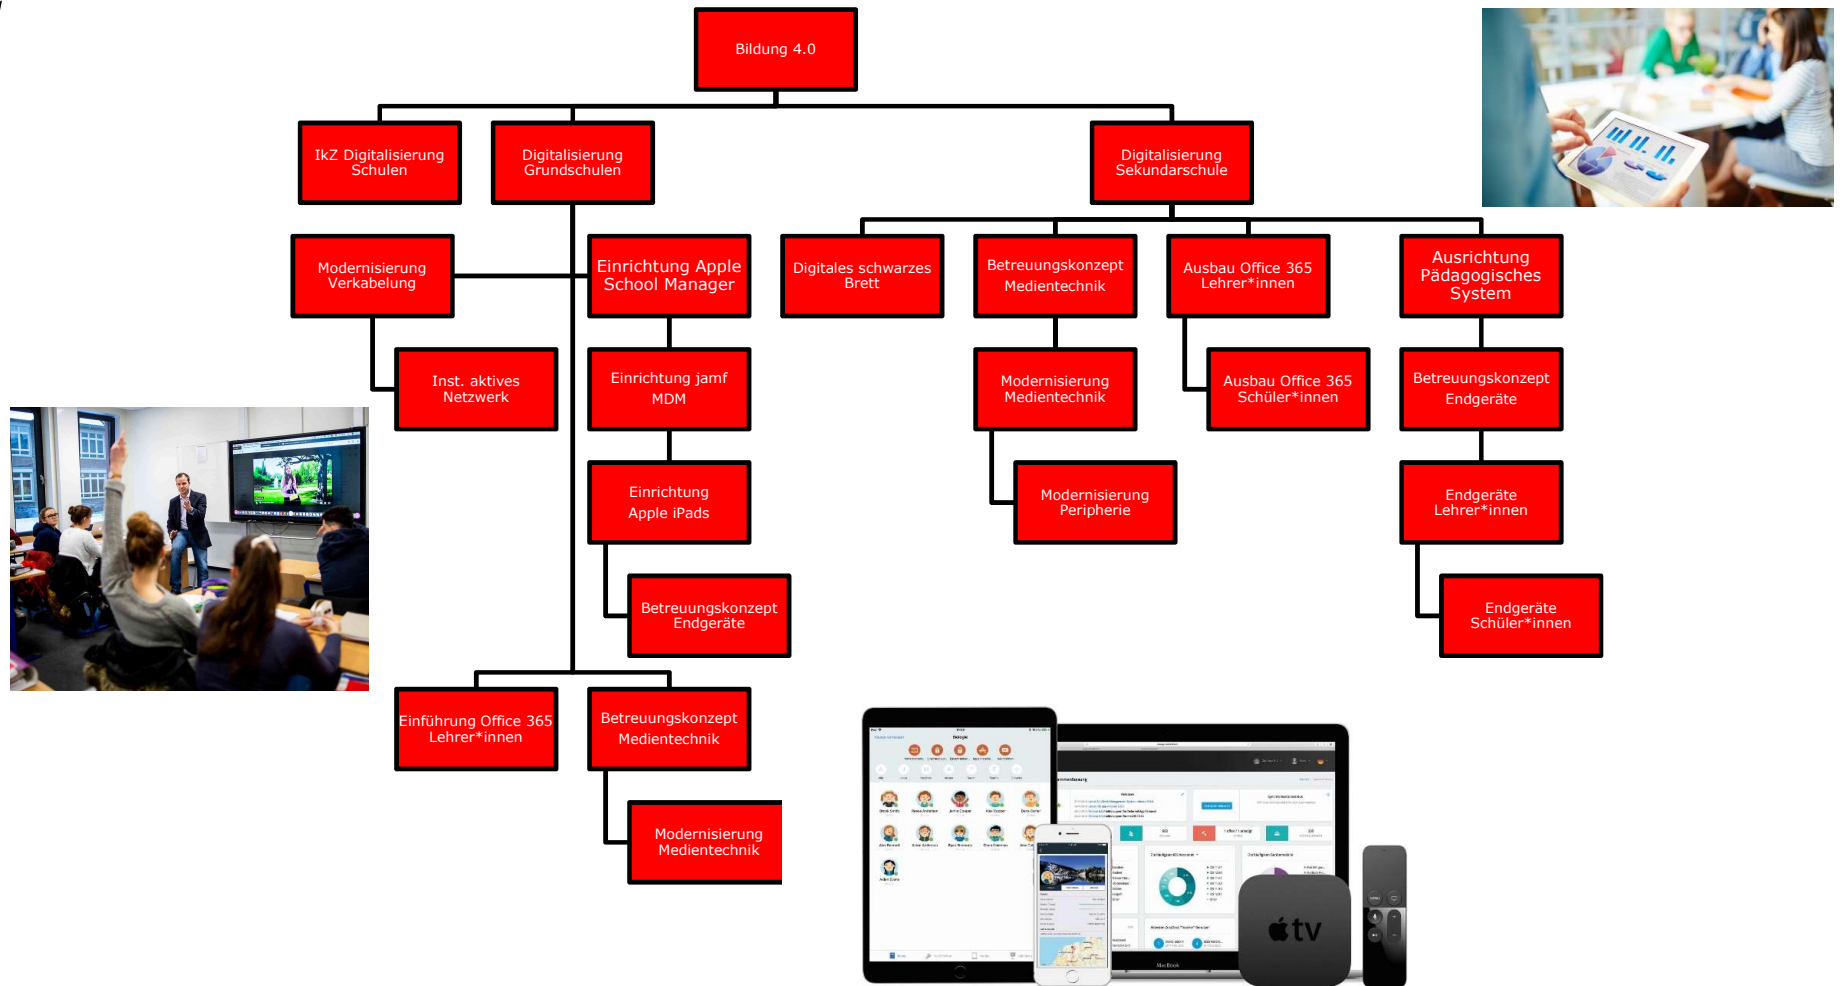 Bildung 4.0
IkZ Digitalisierung
Schulen
Digitalisierung
Grundschulen
Digitalisierung
Sekundarschule
Modernisierung
Verkabelung
Einrichtung Apple
School Manager
Digitales schwarzes
Brett
Betreuungskonzept
Medientechnik
Ausbau Office 365
Lehrer*innen
Ausrichtung
Pädagogisches
System
Inst. aktives
Netzwerk
Einrichtung jamf
MDM
Modernisierung
Medientechnik
Ausbau Office 365
Schüler*innen
Betreuungskonzept
Endgeräte
Einrichtung
Apple iPads
Modernisierung
Peripherie
Endgeräte
Lehrer*innen
Betreuungskonzept
Endgeräte
Endgeräte
Schüler*innen
Einführung Office 365
Lehrer*innen
Betreuungskonzept
Medientechnik
Modernisierung
Medientechnik
tv
MacBook
MENU